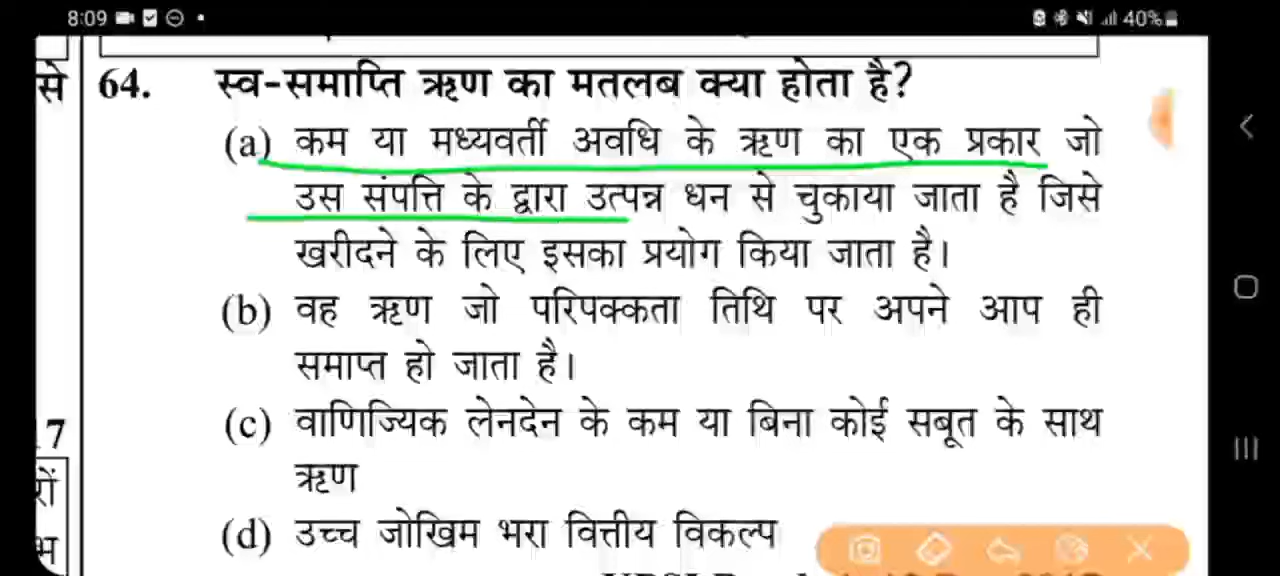 8:09
40%
से
64. स्व-समाप्ति ऋण का मतलब क्या होता है?
(a) कम या मध्यवर्ती अवधि के ऋण का एक प्रकार जो
उस संपत्ति के द्वारा उत्पन्न धन से चुकाया जाता है जिसे
खरीदने के लिए इसका प्रयोग किया जाता है।
(b) वह ऋण जो परिपक्कता तिथि पर अपने आप ही
समाप्त हो जाता है।
(c) वाणिज्यिक लेनदेन के कम या बिना कोई सबूत के साथ
ऋण
(d) उच्च जोखिम भरा वित्तीय विकल्प